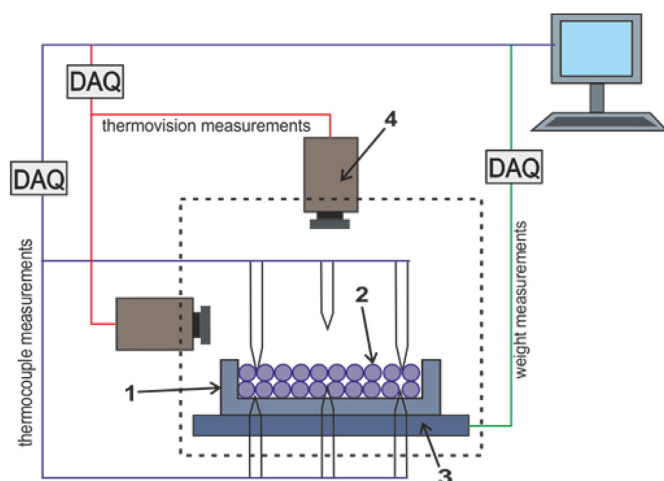 DAQ
thermovision measurements
4
DAQ
DAQ
thermocouple measurements
weight measurements
2
1
3